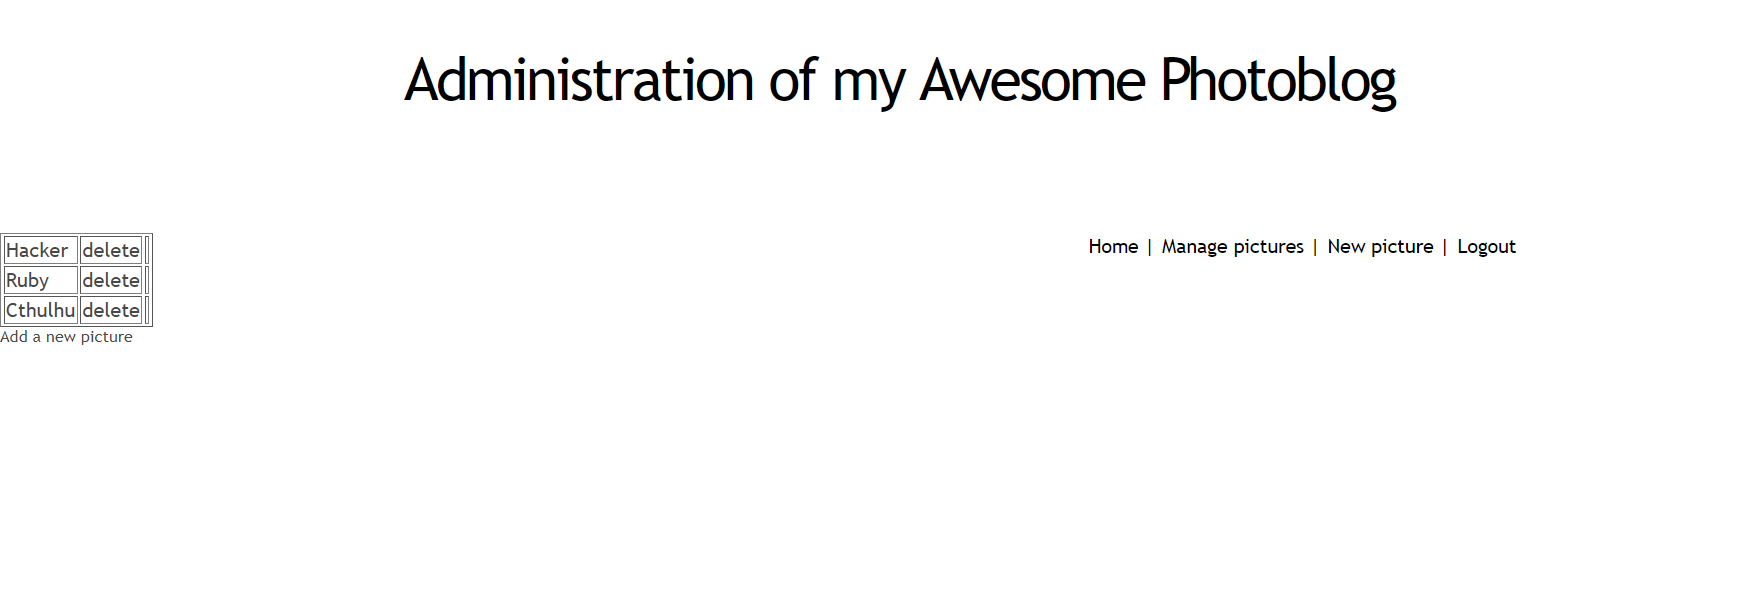 Administration of my Awesome Photoblog
Home | Manage pictures | New picture | Logout
Hacker delete
Ruby delete
Cthulhu delete
Add a new picture